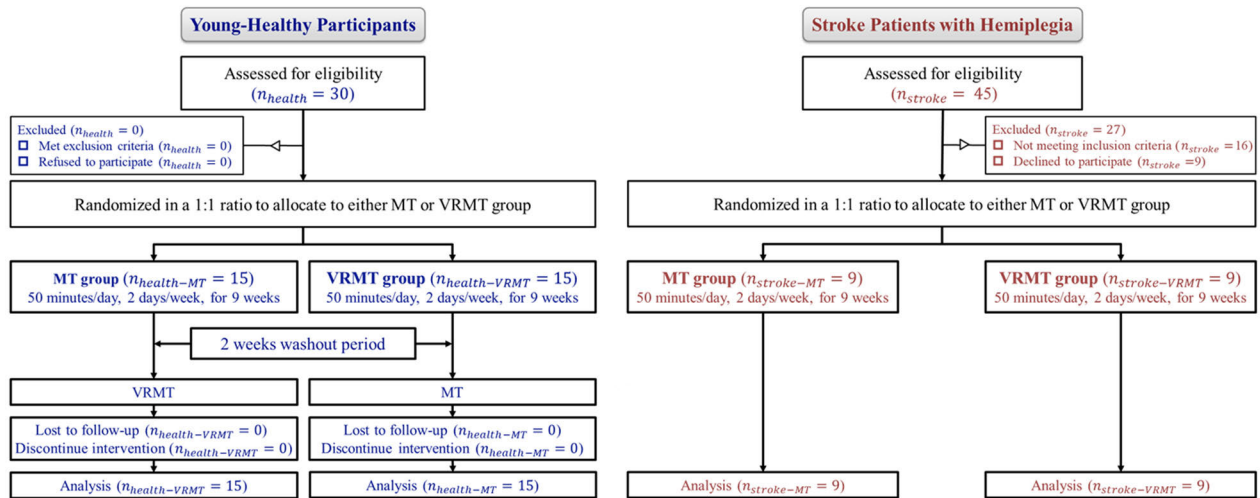 Young-Healthy Participants
Assessed for eligibility
(n_health = 30)
Excluded (n_health = 0)
Met exclusion criteria (n_health = 0)
Refused to participate (n_health = 0)
Randomized in a 1:1 ratio to allocate to either MT or VRMT group
MT group (n_health−MT = 15)
50 minutes/day, 2 days/week, for 9 weeks
VRMT group (n_health−VRMT = 15)
50 minutes/day, 2 days/week, for 9 weeks
2 weeks washout period
VRMT
MT
Lost to follow-up (n_health−VRMT = 0)
Discontinue intervention (n_health−VRMT = 0)
Lost to follow-up (n_health−MT = 0)
Discontinue intervention (n_health−MT = 0)
Analysis (n_health−VRMT = 15)
Analysis (n_health−MT = 15)
Stroke Patients with Hemiplegia
Assessed for eligibility
(n_stroke = 45)
Excluded (n_stroke = 27)
Not meeting inclusion criteria (n_stroke = 16)
Declined to participate (n_stroke =9)
Randomized in a 1:1 ratio to allocate to either MT or VRMT group
MT group (n_stroke−MT = 9)
50 minutes/day, 2 days/week, for 9 weeks
VRMT group (n_stroke−VRMT = 9)
50 minutes/day, 2 days/week, for 9 weeks
Analysis (n_stroke−MT = 9)
Analysis (n_stroke−VRMT = 9)